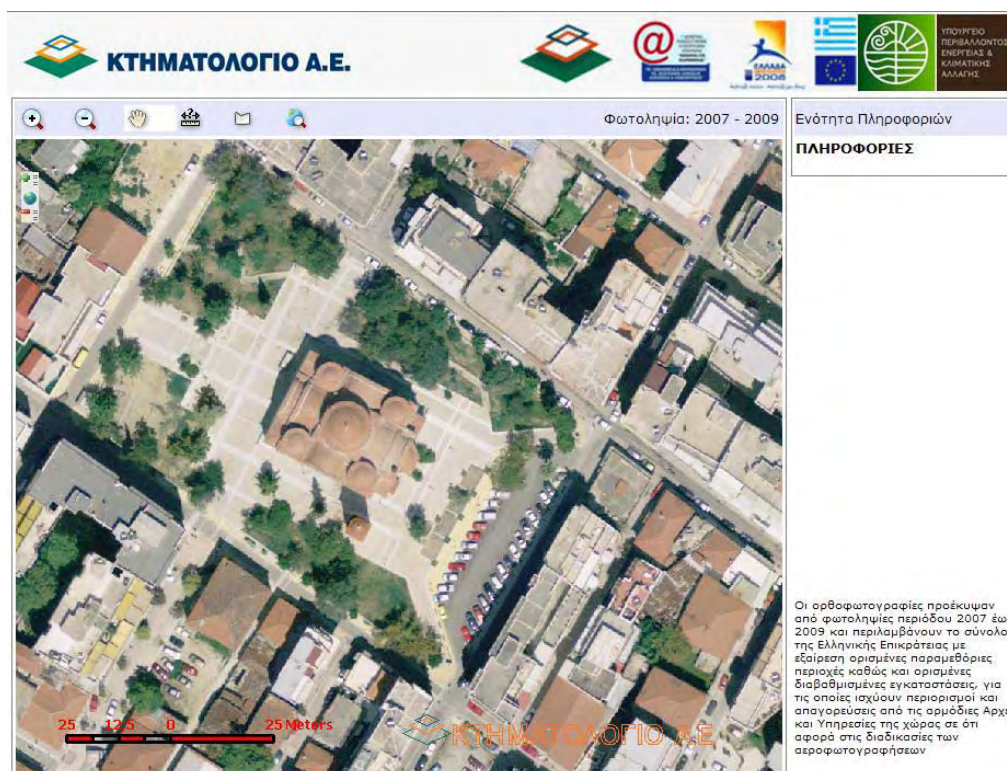 ΚΤΗΜΑΤΟΛΟΓΙΟ Α.Ε.
ΕΛΛΑΔΑ
2008
ΥΠΟΥΡΓΕΙΟ
ΠΕΡΙΒΑΛΛΟΝΤΟΣ
ΕΝΕΡΓΕΙΑΣ &
ΚΛΙΜΑΤΙΚΗΣ
ΑΛΛΑΓΗΣ
Φωτοληψία: 2007 - 2009
Ενότητα Πληροφοριών
ΠΛΗΡΟΦΟΡΙΕΣ
Οι ορθοφωτογραφίες προέκυψαν
από φωτοληψίες περιόδου 2007 έω
2009 και περιλαμβάνουν το σύνολο
της Ελληνικής Επικράτειας με
εξαίρεση ορισμένες παραμεθόριες
περιοχές καθώς και ορισμένες
διαβαθμισμένες εγκαταστάσεις, για
τις οποίες ισχύουν περιορισμοί και
απαγορεύσεις από τις αρμόδιες Αρχέ
και Υπηρεσίες της χώρας σε ότι
αφορά στις διαδικασίες των
αεροφωτογραφήσεων
25 12,5 0 25 Meters
ΚΤΗΜΑΤΟΛΟΓΙΟ Α.Ε